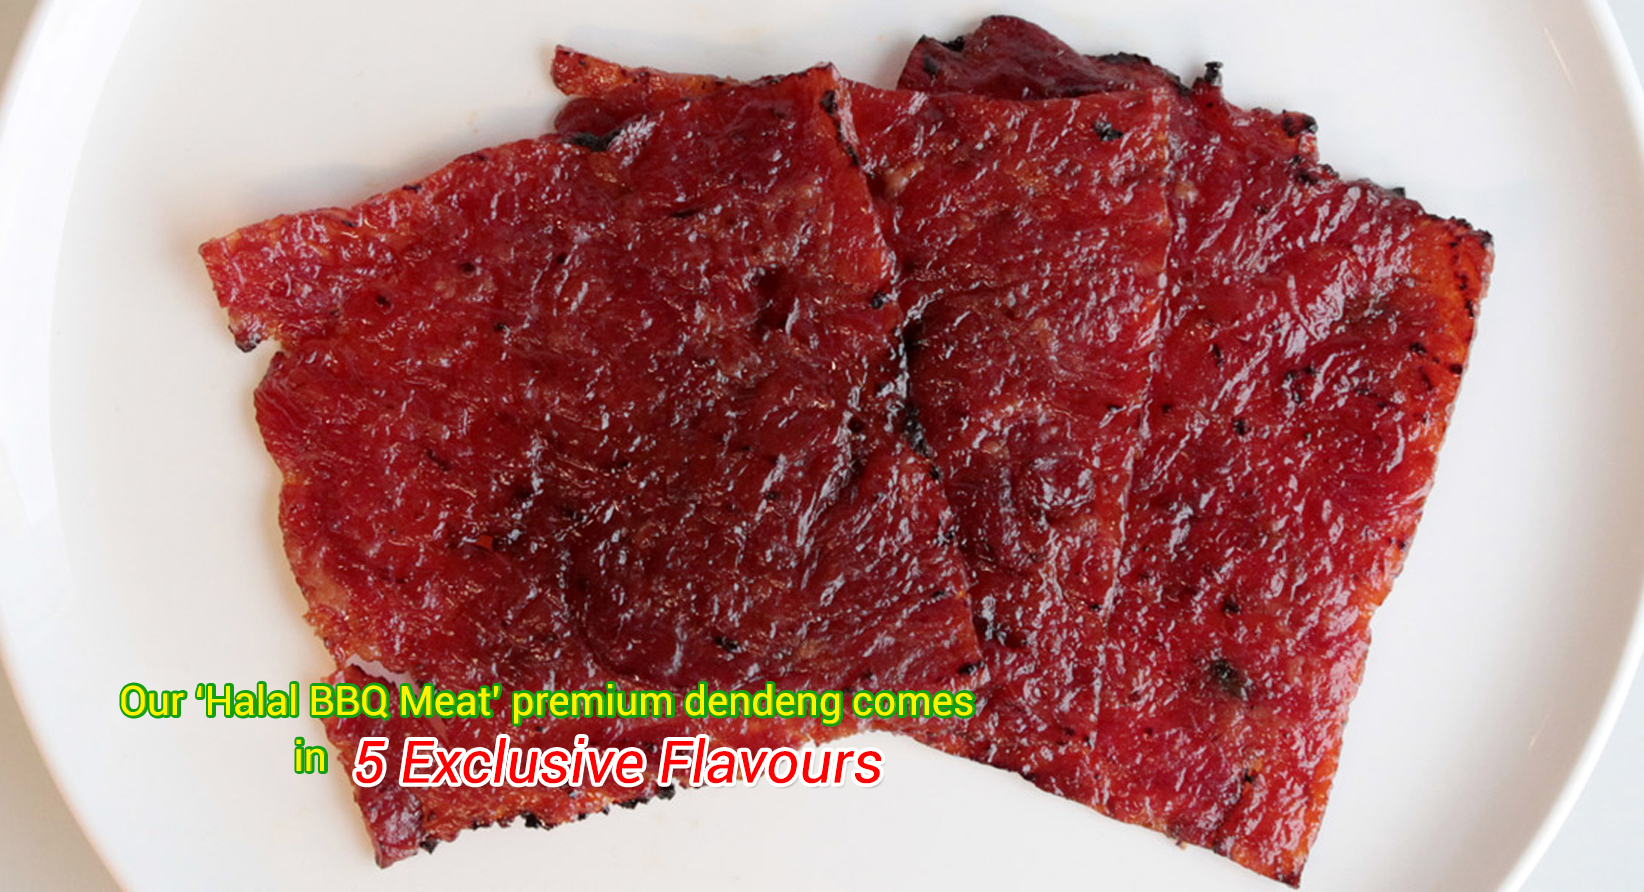 Our ‘Halal BBQ Meat’ premium dendeng comes
in 5 Exclusive Flavours